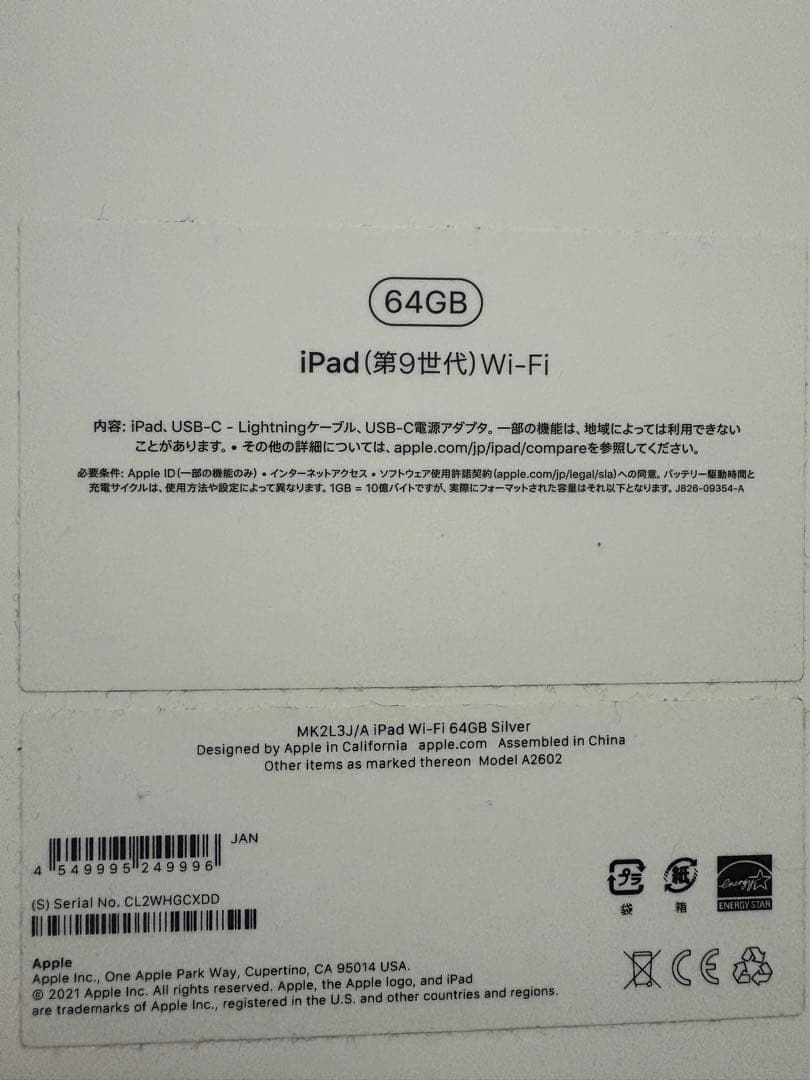 64GB
iPad(第9世代)Wi-Fi
内容: iPad、USB-C - Lightningケーブル、USB-C電源アダプタ。一部の機能は、地域によっては利用できない
ことがあります。• その他の詳細については、apple.com/jp/ipad/compareを参照してください。
必要条件: Apple ID(一部の機能のみ) • インターネットアクセス • ソフトウェア使用許諾契約(apple.com/jp/legal/sla)への同意。バッテリー駆動時間と
充電サイクルは、使用方法や設定によって異なります。1GB = 10億バイトですが、実際にフォーマットされた容量はそれ以下となります。J826-09354-A
MK2L3J/A iPad Wi-Fi 64GB Silver
Designed by Apple in California apple.com Assembled in China
Other items as marked thereon Model A2602
JAN
4 549995 249996
(S) Serial No. CL2WHGCXDD
プラ
袋
紙
箱
energy
ENERGY STAR
Apple
Apple Inc., One Apple Park Way, Cupertino, CA 95014 USA.
© 2021 Apple Inc. All rights reserved. Apple, the Apple logo, and iPad
are trademarks of Apple Inc., registered in the U.S. and other countries and regions.
CE